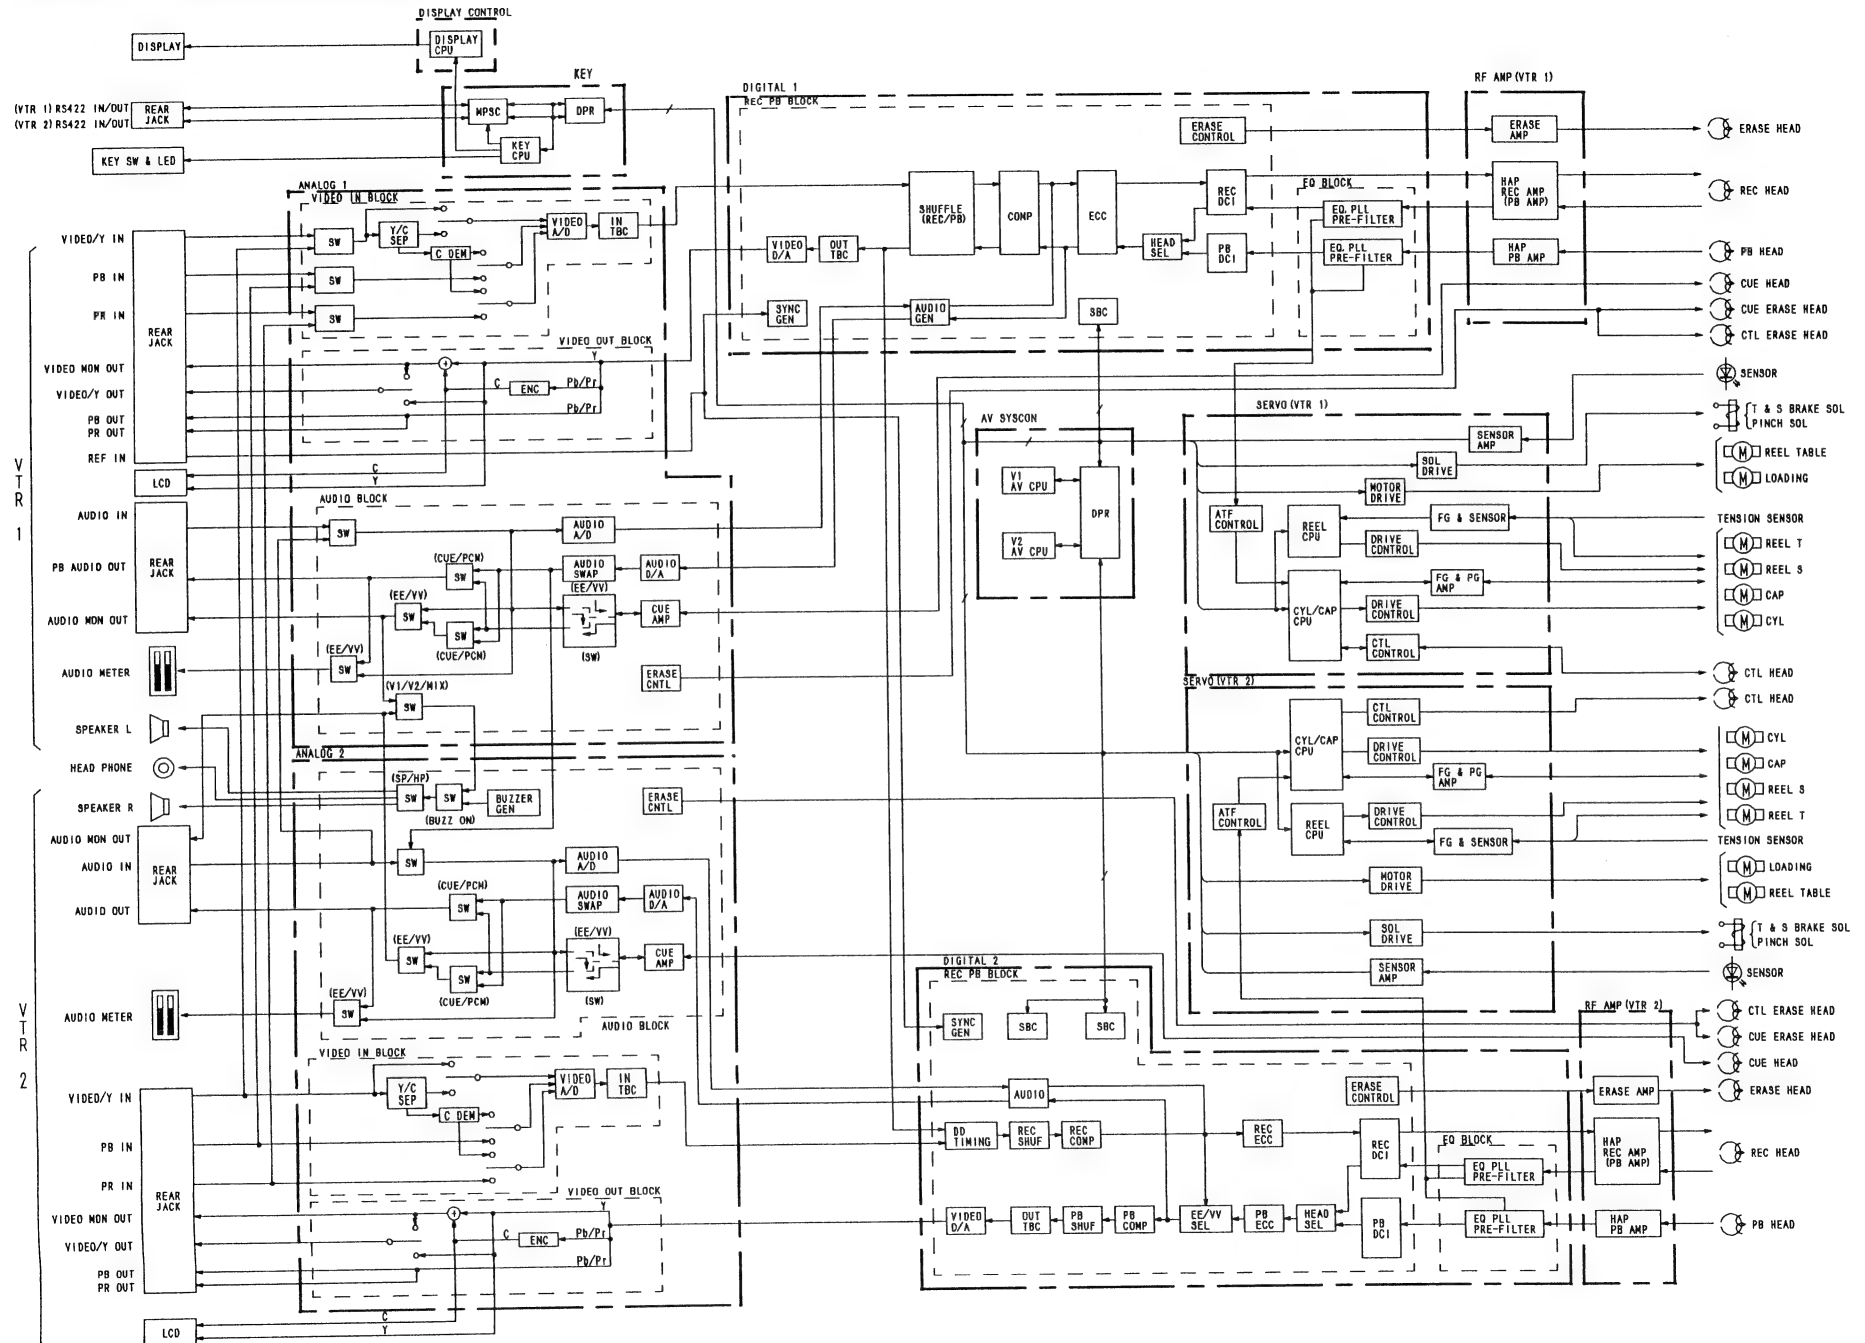 DISPLAY CONTROL
DISPLAY
DISPLAY
CPU
KEY
(VTR 1) RS422 IN/OUT
(VTR 2) RS422 IN/OUT
REAR
JACK
MPSC
DPR
KEY
CPU
KEY SW & LED
ANALOG 1
VIDEO IN BLOCK
VIDEO/Y IN
PB IN
PR IN
REAR
JACK
SW
SW
SW
Y/C
SEP
C DEM
VIDEO
A/D
IN
TBC
VIDEO OUT BLOCK
VIDEO MON OUT
VIDEO/Y OUT
PB OUT
PR OUT
REF IN
+
Y
C
ENC
Pb/Pr
Pb/Pr
LCD
C
Y
VTR 1
AUDIO BLOCK
AUDIO IN
PB AUDIO OUT
AUDIO MON OUT
REAR
JACK
SW
AUDIO
A/D
(CUE/PCM)
SW
AUDIO
SWAP
AUDIO
D/A
(EE/VV)
(EE/VV)
SW
SW
(CUE/PCM)
(SW)
CUE
AMP
(EE/VV)
SW
ERASE
CNTL
AUDIO METER
(V1/V2/MIX)
SW
SPEAKER L
HEAD PHONE
SPEAKER R
ANALOG 2
(SP/HP)
SW
SW
BUZZER
GEN
(BUZZ ON)
ERASE
CNTL
AUDIO MON OUT
AUDIO IN
AUDIO OUT
REAR
JACK
SW
AUDIO
A/D
(CUE/PCM)
SW
AUDIO
SWAP
AUDIO
D/A
(EE/VV)
(EE/VV)
SW
SW
(CUE/PCM)
(SW)
CUE
AMP
(EE/VV)
SW
AUDIO METER
AUDIO BLOCK
VTR 2
VIDEO IN BLOCK
VIDEO/Y IN
PB IN
PR IN
REAR
JACK
Y/C
SEP
C DEM
VIDEO
A/D
IN
TBC
VIDEO OUT BLOCK
VIDEO MON OUT
VIDEO/Y OUT
PB OUT
PR OUT
+
Y
C
ENC
Pb/Pr
Pb/Pr
LCD
C
Y
DIGITAL 1
REC PB BLOCK
ERASE
CONTROL
SHUFFLE
(REC/PB)
COMP
ECC
REC
DCI
HEAD
SEL
PB
DCI
VIDEO
D/A
OUT
TBC
SYNC
GEN
AUDIO
GEN
SBC
EQ BLOCK
EQ, PLL
PRE-FILTER
EQ, PLL
PRE-FILTER
RF AMP (VTR 1)
ERASE
AMP
HAP
REC AMP
(PB AMP)
HAP
PB AMP
ERASE HEAD
REC HEAD
PB HEAD
CUE HEAD
CUE ERASE HEAD
CTL ERASE HEAD
SENSOR
T & S BRAKE SOL
PINCH SOL
M REEL TABLE
M LOADING
TENSION SENSOR
M REEL T
M REEL S
M CAP
M CYL
CTL HEAD
AV SYSCON
V1
AV CPU
V2
AV CPU
DPR
SERVO (VTR 1)
SENSOR
AMP
SOL
DRIVE
MOTOR
DRIVE
ATF
CONTROL
REEL
CPU
FG & SENSOR
DRIVE
CONTROL
CYL/CAP
CPU
FG & PG
AMP
DRIVE
CONTROL
CTL
CONTROL
SERVO (VTR 2)
CYL/CAP
CPU
CTL
CONTROL
DRIVE
CONTROL
FG & PG
AMP
ATF
CONTROL
REEL
CPU
DRIVE
CONTROL
FG & SENSOR
MOTOR
DRIVE
SOL
DRIVE
SENSOR
AMP
CTL HEAD
M CYL
M CAP
M REEL S
M REEL T
TENSION SENSOR
M LOADING
M REEL TABLE
T & S BRAKE SOL
PINCH SOL
SENSOR
CTL ERASE HEAD
CUE ERASE HEAD
CUE HEAD
ERASE HEAD
REC HEAD
PB HEAD
DIGITAL 2
REC PB BLOCK
SYNC
GEN
SBC
SBC
AUDIO
ERASE
CONTROL
DD
TIMING
REC
SHUF
REC
COMP
REC
ECC
REC
DCI
VIDEO
D/A
OUT
TBC
PB
SHUF
PB
COMP
EE/VV
SEL
PB
ECC
HEAD
SEL
PB
DCI
EQ BLOCK
EQ PLL
PRE-FILTER
EQ PLL
PRE-FILTER
RF AMP (VTR 2)
ERASE AMP
HAP
REC AMP
(PB AMP)
HAP
PB AMP